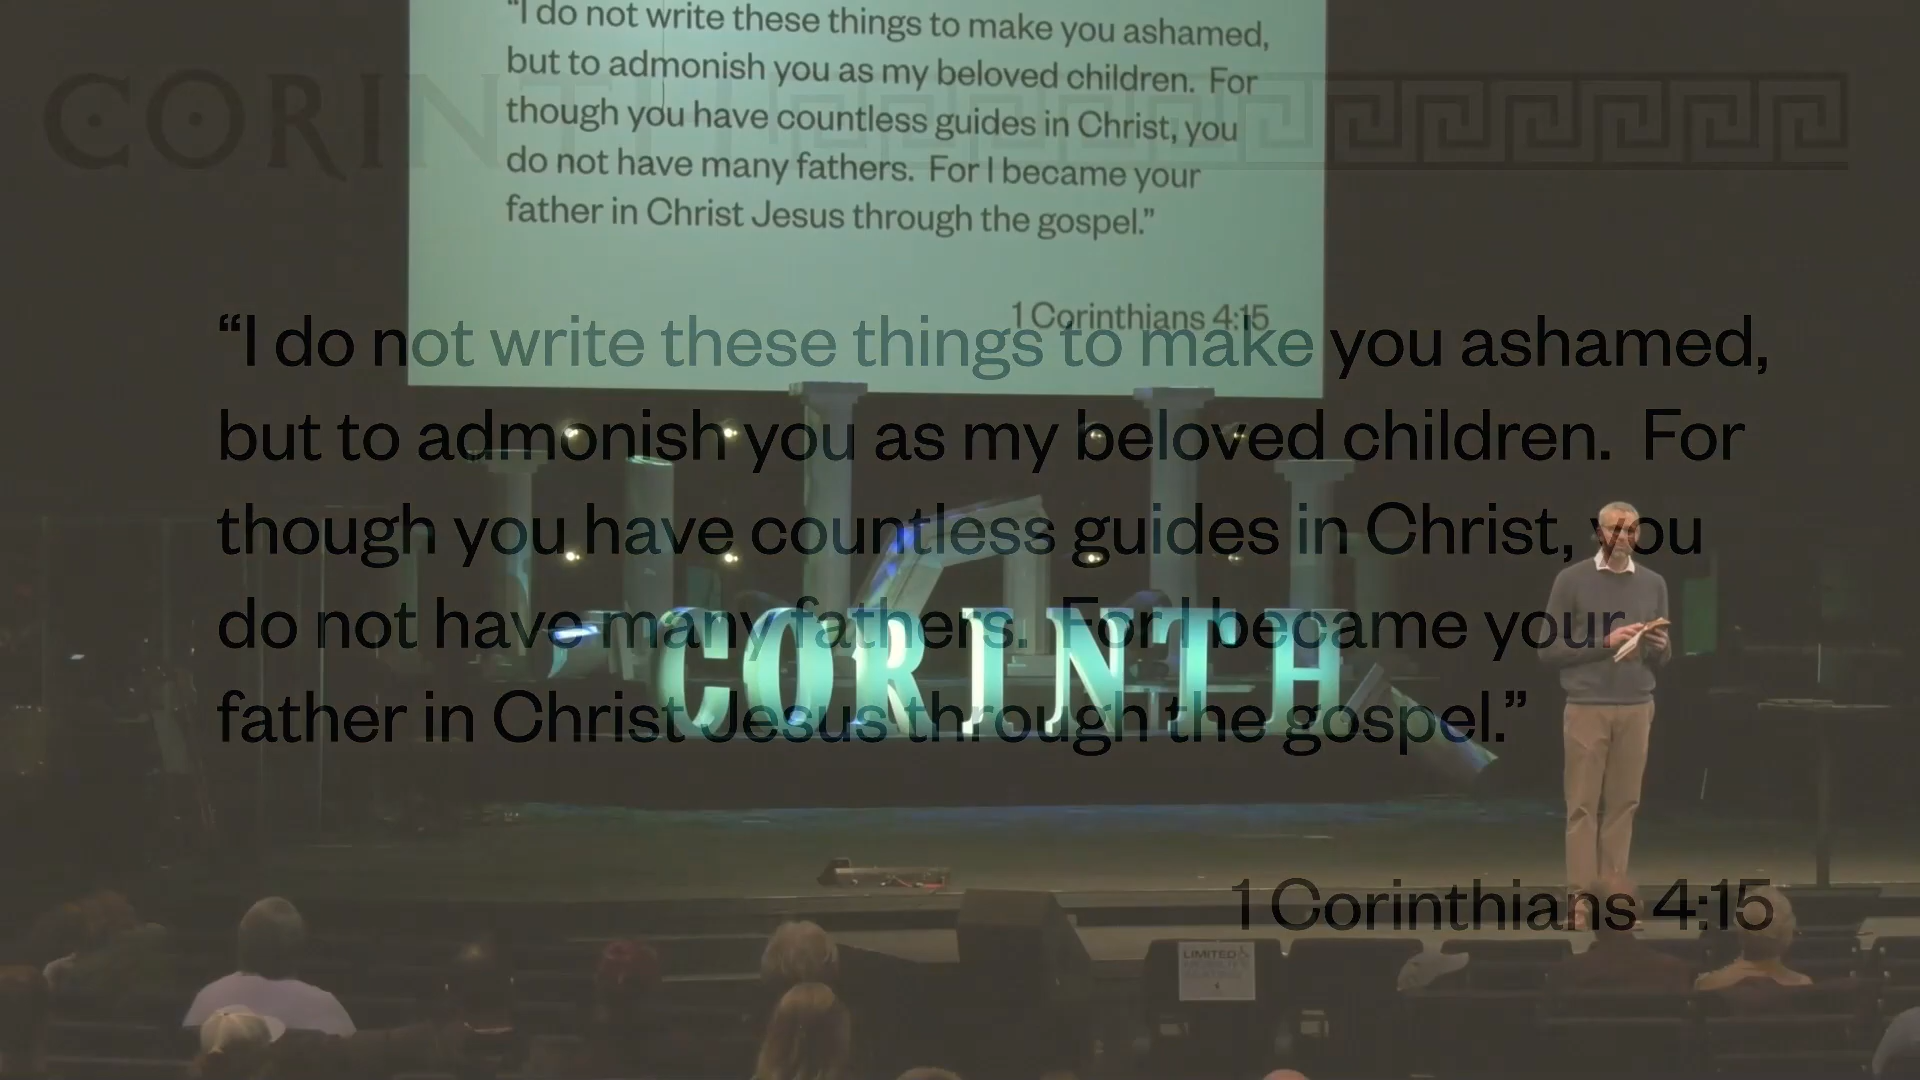 “I do not write these things to make you ashamed,
but to admonish you as my beloved children. For
though you have countless guides in Christ, you
do not have many fathers. For I became your
father in Christ Jesus through the gospel.”
1 Corinthians 4:15
CORINTH
“I do not write these things to make you ashamed,
but to admonish you as my beloved children. For
though you have countless guides in Christ, you
do not have many fathers. For I became your
father in Christ Jesus through the gospel.”
CORINTH
1 Corinthians 4:15
LIMITED